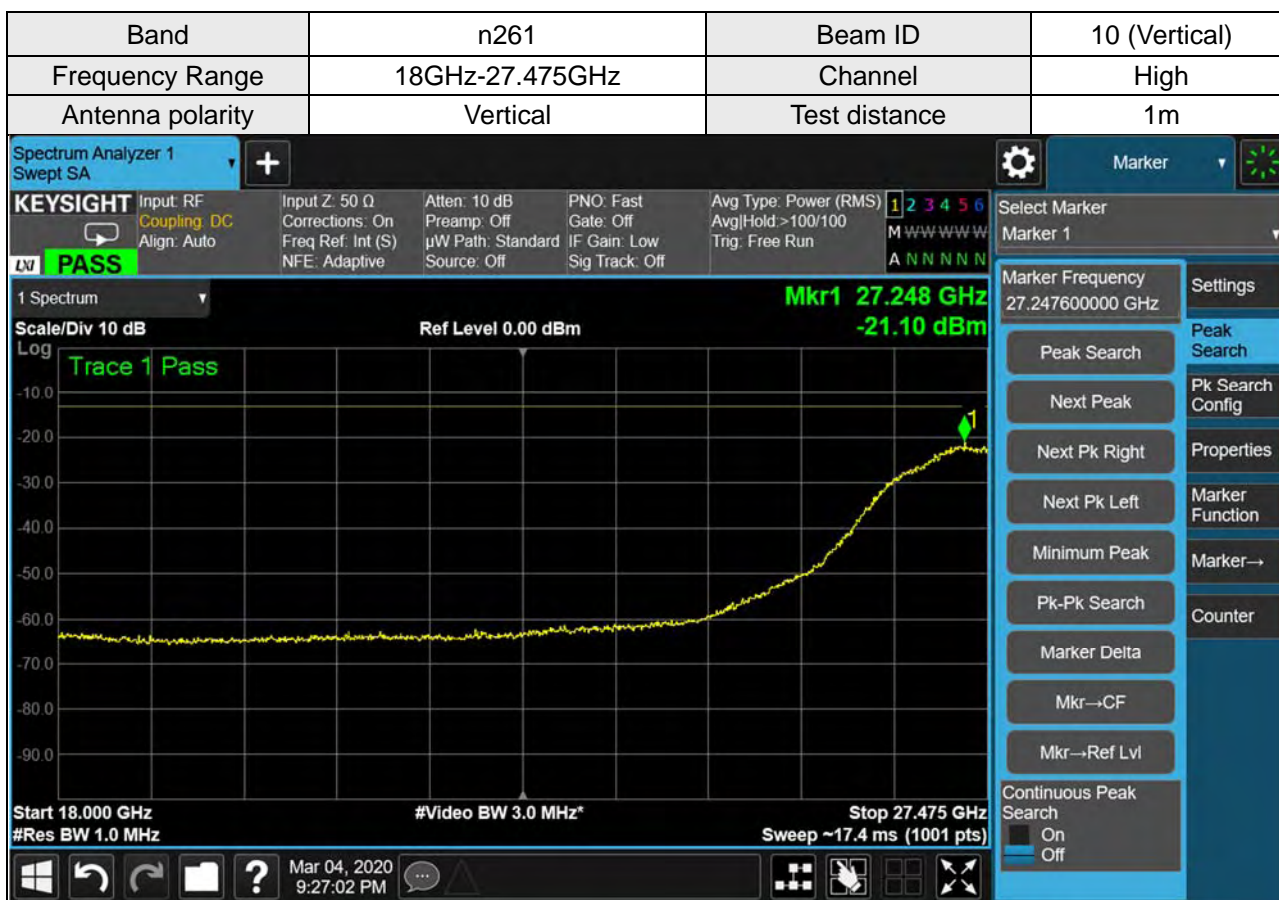 Band n261 Beam ID 10 (Vertical)
Frequency Range 18GHz-27.475GHz Channel High
Antenna polarity Vertical Test distance 1m
Spectrum Analyzer 1
Swept SA
+
Marker
KEYSIGHT
Input: RF
Coupling: DC
Align: Auto
LXI PASS
Input Z: 50 Ω
Corrections: On
Freq Ref: Int (S)
NFE: Adaptive
Atten: 10 dB
Preamp: Off
µW Path: Standard
Source: Off
PNO: Fast
Gate: Off
IF Gain: Low
Sig Track: Off
Avg Type: Power (RMS)
Avg|Hold:>100/100
Trig: Free Run
1 2 3 4 5 6
M W W W W W
A N N N N N
Select Marker
Marker 1
1 Spectrum
Mkr1 27.248 GHz
-21.10 dBm
Scale/Div 10 dB
Ref Level 0.00 dBm
Log
Trace 1 Pass
1
-10.0
-20.0
-30.0
-40.0
-50.0
-60.0
-70.0
-80.0
-90.0
Start 18.000 GHz
#Video BW 3.0 MHz*
Stop 27.475 GHz
#Res BW 1.0 MHz
Sweep ~17.4 ms (1001 pts)
Marker Frequency
27.247600000 GHz
Peak Search
Next Peak
Next Pk Right
Next Pk Left
Minimum Peak
Pk-Pk Search
Marker Delta
Mkr→CF
Mkr→Ref Lvl
Continuous Peak
Search
On
Off
Settings
Peak
Search
Pk Search
Config
Properties
Marker
Function
Marker→
Counter
?
Mar 04, 2020
9:27:02 PM